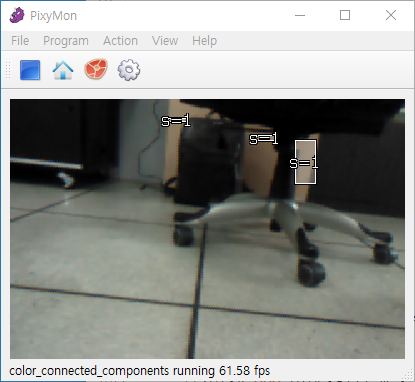 PixyMon
File Program Action View Help
s=1
s=1
s=1
color_connected_components running 61.58 fps